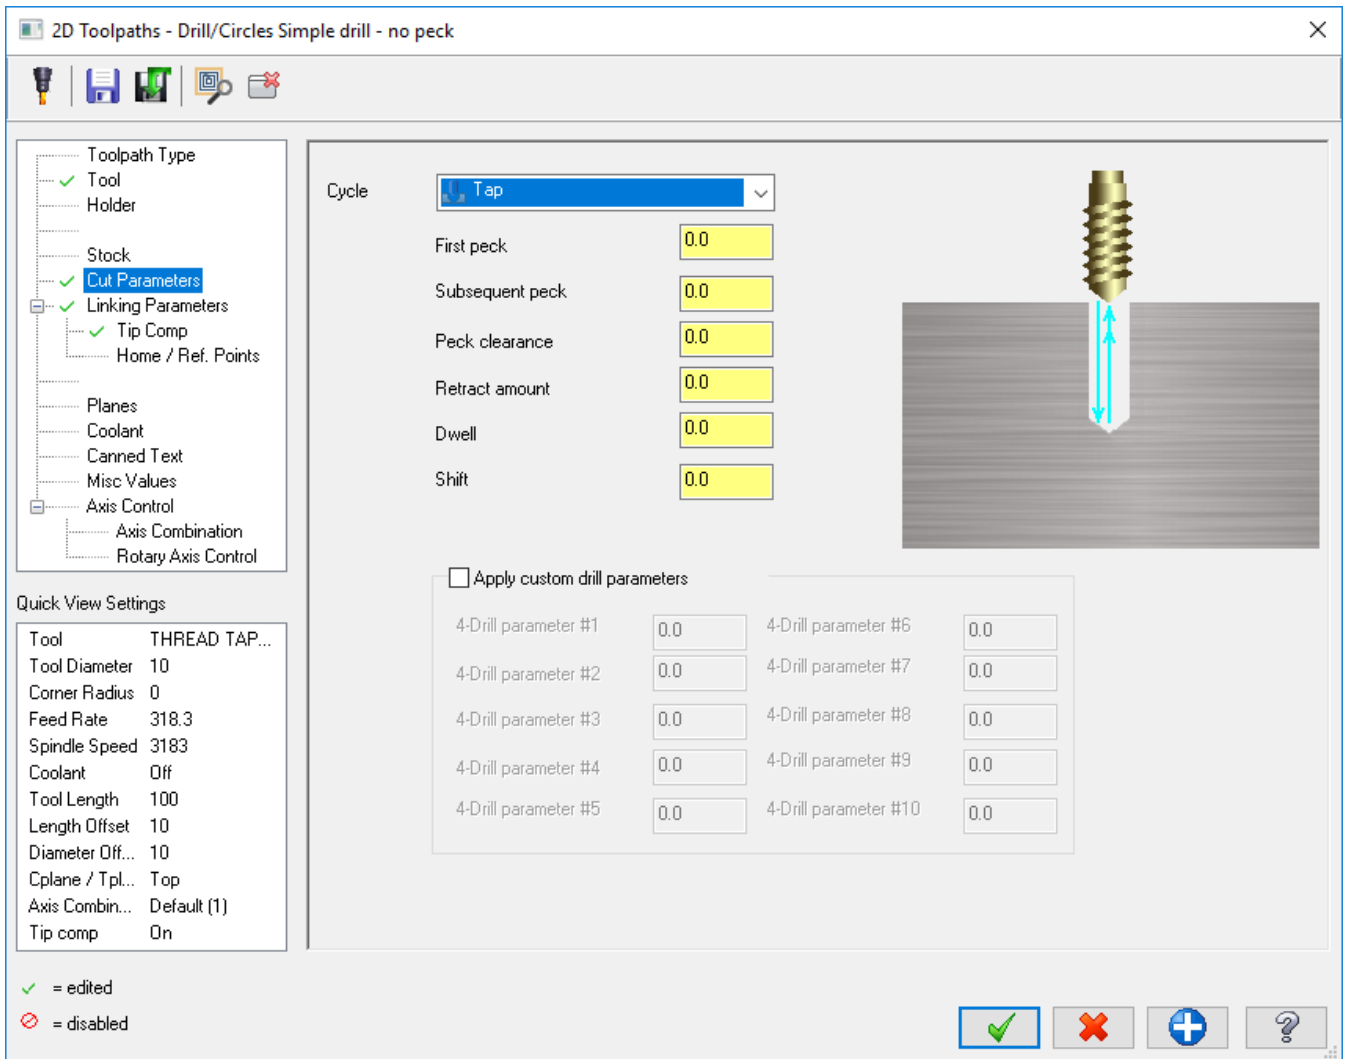 2D Toolpaths - Drill/Circles Simple drill - no peck
Toolpath Type
Tool
Holder
Stock
Cut Parameters
Linking Parameters
Tip Comp
Home / Ref. Points
Planes
Coolant
Canned Text
Misc Values
Axis Control
Axis Combination
Rotary Axis Control
Quick View Settings
Tool THREAD TAP...
Tool Diameter 10
Corner Radius 0
Feed Rate 318.3
Spindle Speed 3183
Coolant Off
Tool Length 100
Length Offset 10
Diameter Off... 10
Cplane / Tpl... Top
Axis Combin... Default (1)
Tip comp On
= edited
= disabled
Cycle Tap
First peck 0.0
Subsequent peck 0.0
Peck clearance 0.0
Retract amount 0.0
Dwell 0.0
Shift 0.0
Apply custom drill parameters
4-Drill parameter #1 0.0 4-Drill parameter #6 0.0
4-Drill parameter #2 0.0 4-Drill parameter #7 0.0
4-Drill parameter #3 0.0 4-Drill parameter #8 0.0
4-Drill parameter #4 0.0 4-Drill parameter #9 0.0
4-Drill parameter #5 0.0 4-Drill parameter #10 0.0